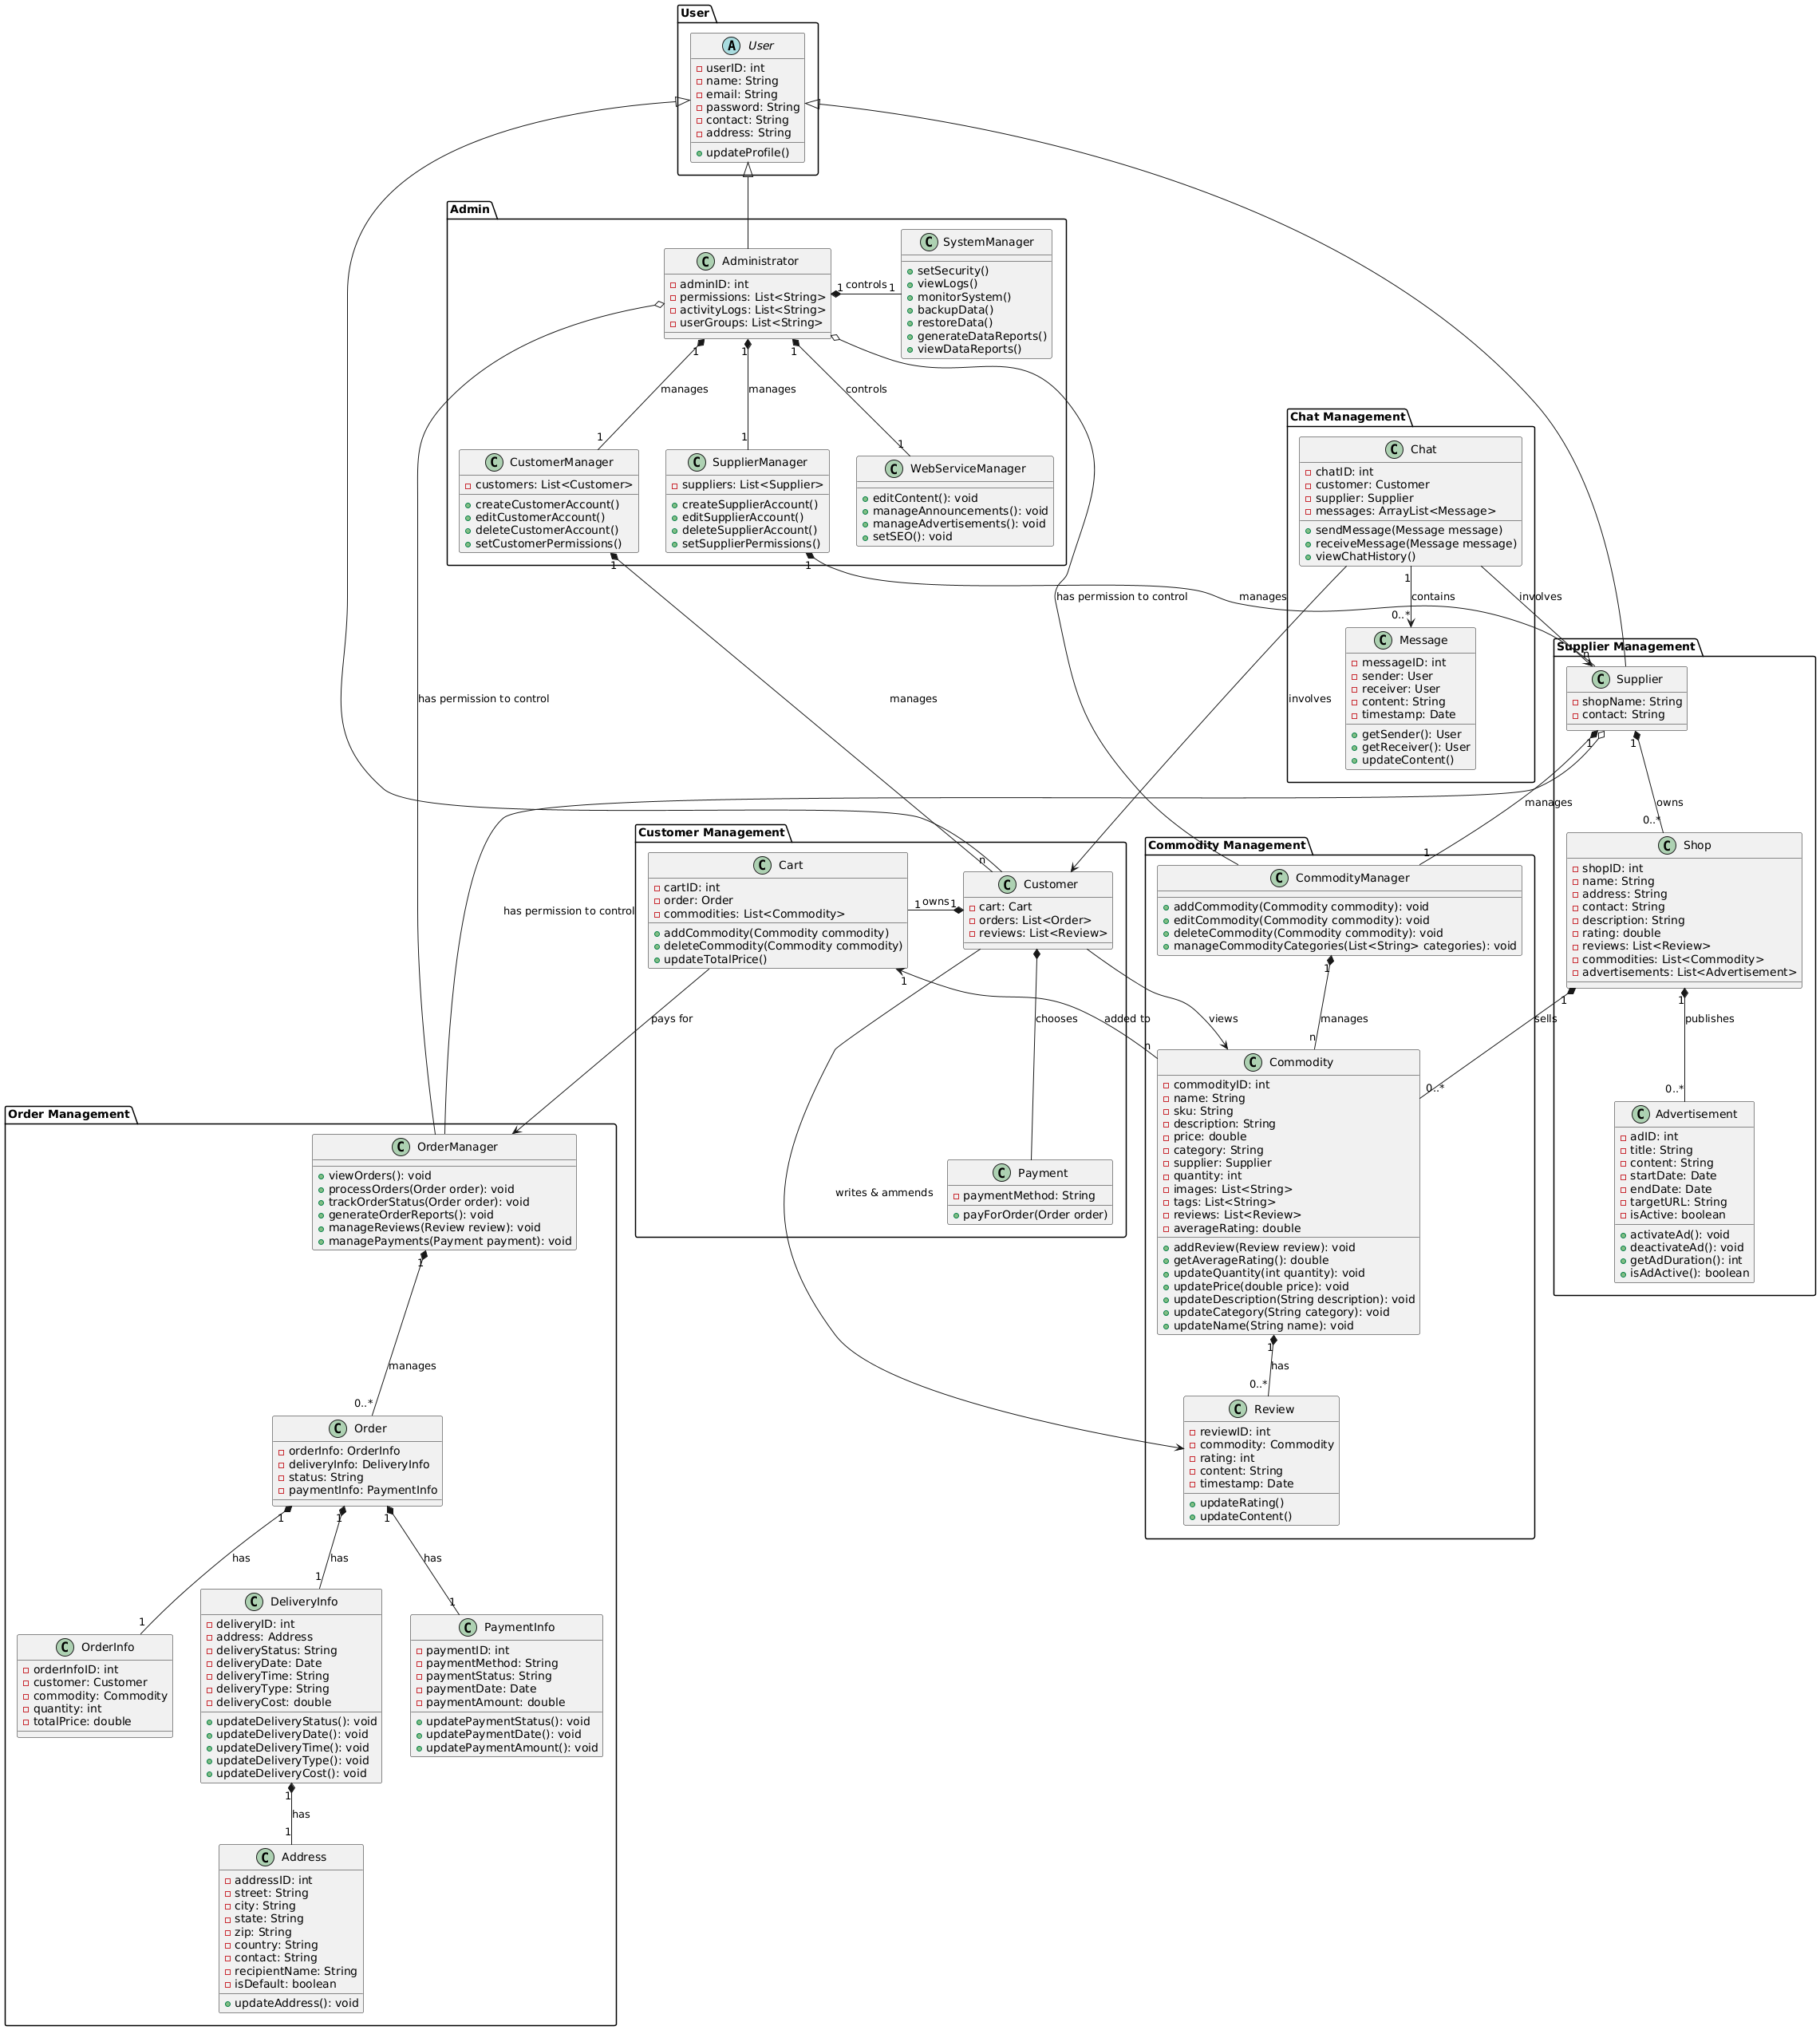 User
A User
userID: int
name: String
email: String
password: String
contact: String
address: String
updateProfile()
Admin
C Administrator
adminID: int
permissions: List<String>
activityLogs: List<String>
userGroups: List<String>
1 controls 1
C SystemManager
setSecurity()
viewLogs()
monitorSystem()
backupData()
restoreData()
generateDataReports()
viewDataReports()
1 1 1
manages manages controls
1 1 1
C CustomerManager
customers: List<Customer>
createCustomerAccount()
editCustomerAccount()
deleteCustomerAccount()
setCustomerPermissions()
C SupplierManager
suppliers: List<Supplier>
createSupplierAccount()
editSupplierAccount()
deleteSupplierAccount()
setSupplierPermissions()
C WebServiceManager
editContent(): void
manageAnnouncements(): void
manageAdvertisements(): void
setSEO(): void
1 1
Chat Management
C Chat
chatID: int
customer: Customer
supplier: Supplier
messages: ArrayList<Message>
sendMessage(Message message)
receiveMessage(Message message)
viewChatHistory()
1
has permission to control manages contains involves
0..*
C Message
messageID: int
sender: User
receiver: User
content: String
timestamp: Date
getSender(): User
getReceiver(): User
updateContent()
Supplier Management
n
C Supplier
shopName: String
contact: String
1 1
has permission to control manages involves
manages owns
1 0..*
C Shop
shopID: int
name: String
address: String
contact: String
description: String
rating: double
reviews: List<Review>
commodities: List<Commodity>
advertisements: List<Advertisement>
1 1
sells publishes
0..* 0..*
C Advertisement
adID: int
title: String
content: String
startDate: Date
endDate: Date
targetURL: String
isActive: boolean
activateAd(): void
deactivateAd(): void
getAdDuration(): int
isAdActive(): boolean
Customer Management
n
C Cart
cartID: int
order: Order
commodities: List<Commodity>
addCommodity(Commodity commodity)
deleteCommodity(Commodity commodity)
updateTotalPrice()
1 owns 1
C Customer
cart: Cart
orders: List<Order>
reviews: List<Review>
has permission to control
1
pays for chooses added to views
n
C Payment
paymentMethod: String
payForOrder(Order order)
writes & ammends
Commodity Management
C CommodityManager
addCommodity(Commodity commodity): void
editCommodity(Commodity commodity): void
deleteCommodity(Commodity commodity): void
manageCommodityCategories(List<String> categories): void
1
manages
n
C Commodity
commodityID: int
name: String
sku: String
description: String
price: double
category: String
supplier: Supplier
quantity: int
images: List<String>
tags: List<String>
reviews: List<Review>
averageRating: double
addReview(Review review): void
getAverageRating(): double
updateQuantity(int quantity): void
updatePrice(double price): void
updateDescription(String description): void
updateCategory(String category): void
updateName(String name): void
1
has
0..*
C Review
reviewID: int
commodity: Commodity
rating: int
content: String
timestamp: Date
updateRating()
updateContent()
Order Management
C OrderManager
viewOrders(): void
processOrders(Order order): void
trackOrderStatus(Order order): void
generateOrderReports(): void
manageReviews(Review review): void
managePayments(Payment payment): void
1
manages
0..*
C Order
orderInfo: OrderInfo
deliveryInfo: DeliveryInfo
status: String
paymentInfo: PaymentInfo
1 1 1
has has has
1 1 1
C OrderInfo
orderInfoID: int
customer: Customer
commodity: Commodity
quantity: int
totalPrice: double
C DeliveryInfo
deliveryID: int
address: Address
deliveryStatus: String
deliveryDate: Date
deliveryTime: String
deliveryType: String
deliveryCost: double
updateDeliveryStatus(): void
updateDeliveryDate(): void
updateDeliveryTime(): void
updateDeliveryType(): void
updateDeliveryCost(): void
C PaymentInfo
paymentID: int
paymentMethod: String
paymentStatus: String
paymentDate: Date
paymentAmount: double
updatePaymentStatus(): void
updatePaymentDate(): void
updatePaymentAmount(): void
1
has
1
C Address
addressID: int
street: String
city: String
state: String
zip: String
country: String
contact: String
recipientName: String
isDefault: boolean
updateAddress(): void